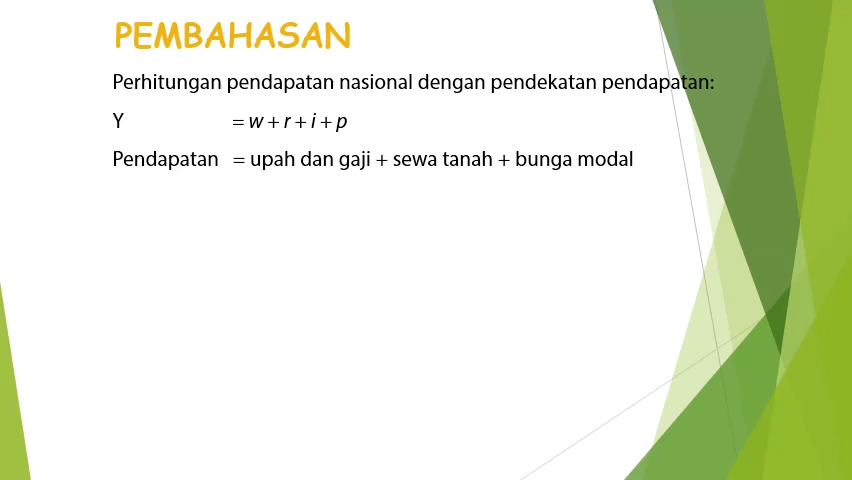 PEMBAHASAN
Perhitungan pendapatan nasional dengan pendekatan pendapatan:
Y = w + r + i + p
Pendapatan = upah dan gaji + sewa tanah + bunga modal